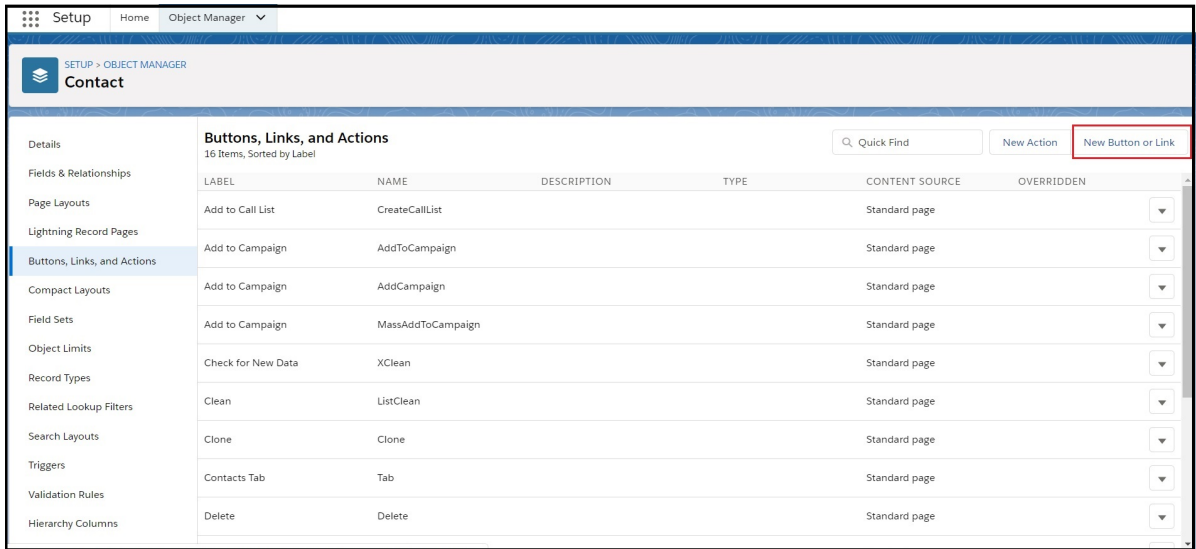 Setup
Home
Object Manager
SETUP > OBJECT MANAGER
Contact
Details
Fields & Relationships
Page Layouts
Lightning Record Pages
Buttons, Links, and Actions
Compact Layouts
Field Sets
Object Limits
Record Types
Related Lookup Filters
Search Layouts
Triggers
Validation Rules
Hierarchy Columns
Buttons, Links, and Actions
16 Items, Sorted by Label
Quick Find
New Action
New Button or Link
LABEL NAME DESCRIPTION TYPE CONTENT SOURCE OVERRIDDEN
Add to Call List CreateCallList Standard page
Add to Campaign AddToCampaign Standard page
Add to Campaign AddCampaign Standard page
Add to Campaign MassAddToCampaign Standard page
Check for New Data XClean Standard page
Clean ListClean Standard page
Clone Clone Standard page
Contacts Tab Tab Standard page
Delete Delete Standard page